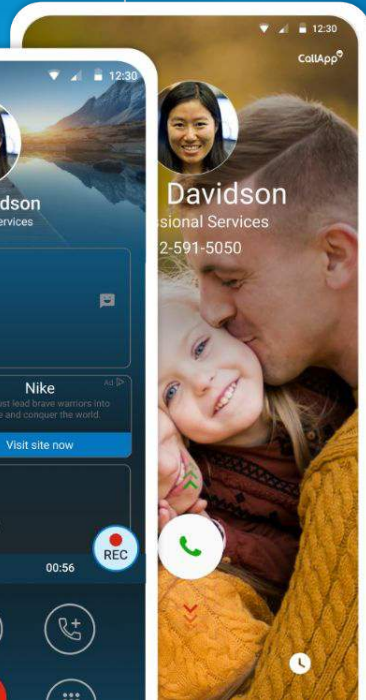 12:30
dson
ervices
Nike
Ad
ust lead brave warriors into
e and conquer the world.
Visit site now
REC
00:56
12:30
CallApp
Davidson
ssional Services
2-591-5050